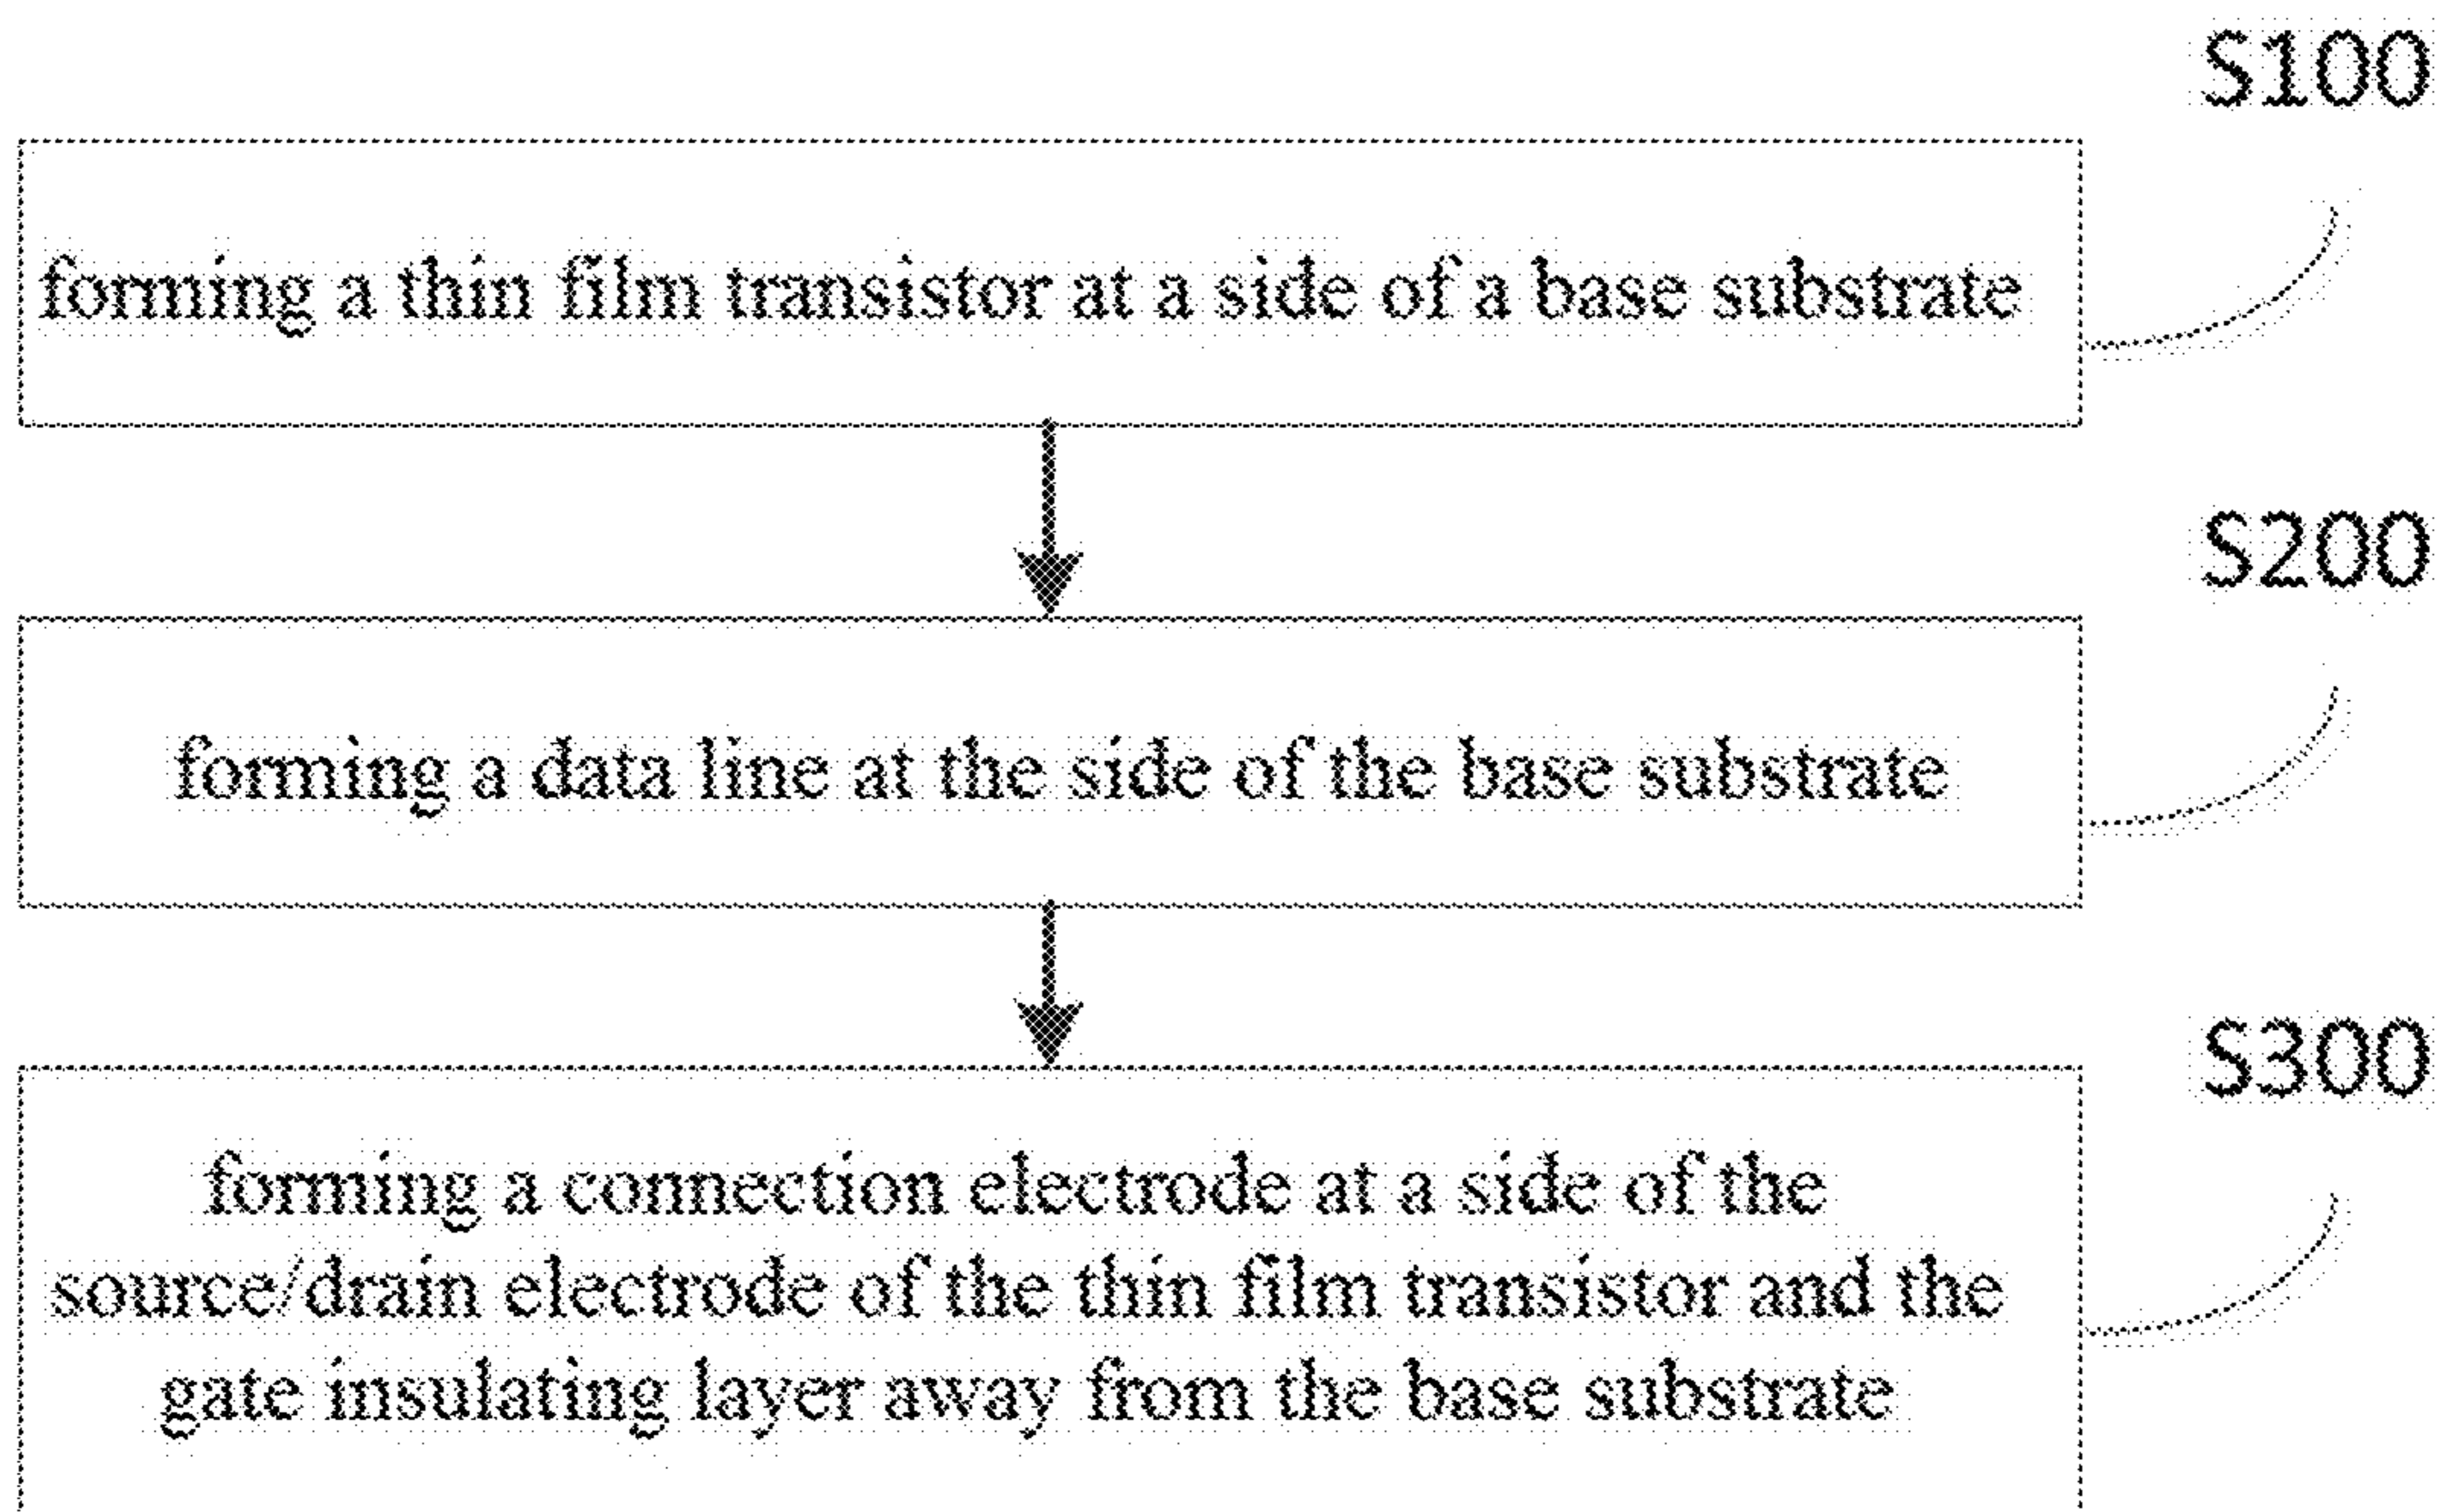 S100
forming a thin film transistor at a side of a base substrate
S200
forming a data line at the side of the base substrate
S300
forming a connection electrode at a side of the
source/drain electrode of the thin film transistor and the
gate insulating layer away from the base substrate